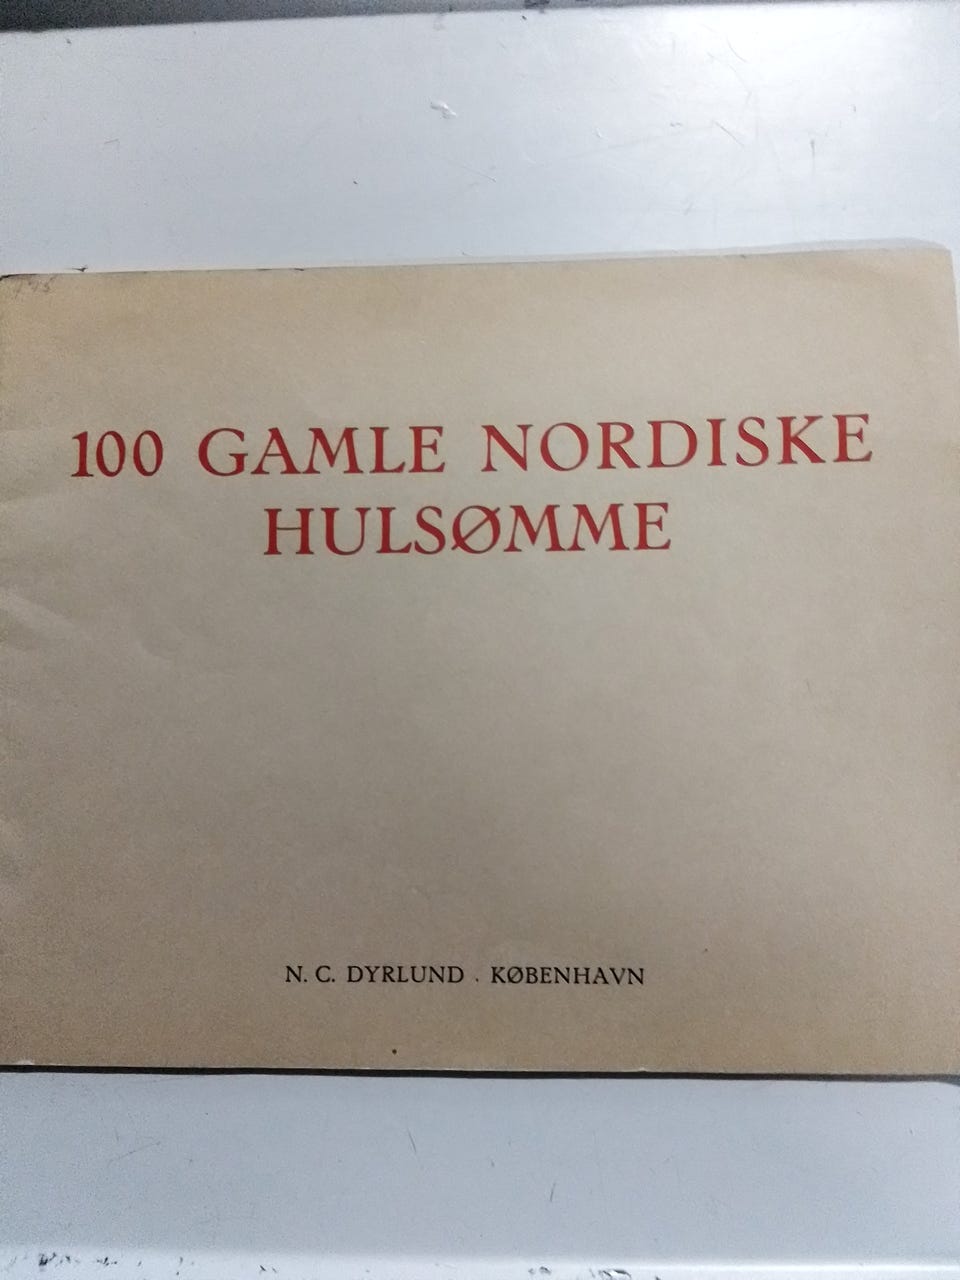 100 GAMLE NORDISKE
HULSØMME
N. C. DYRLUND . KØBENHAVN